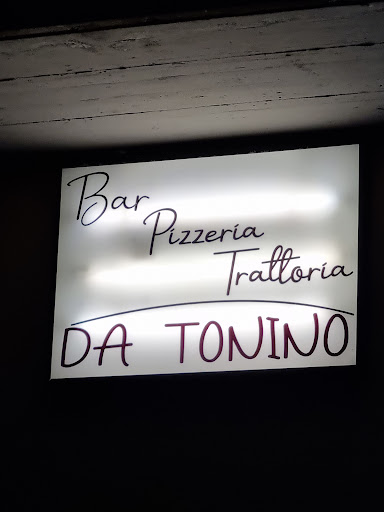 Bar
Pizzeria
Trattoria
DA TONINO